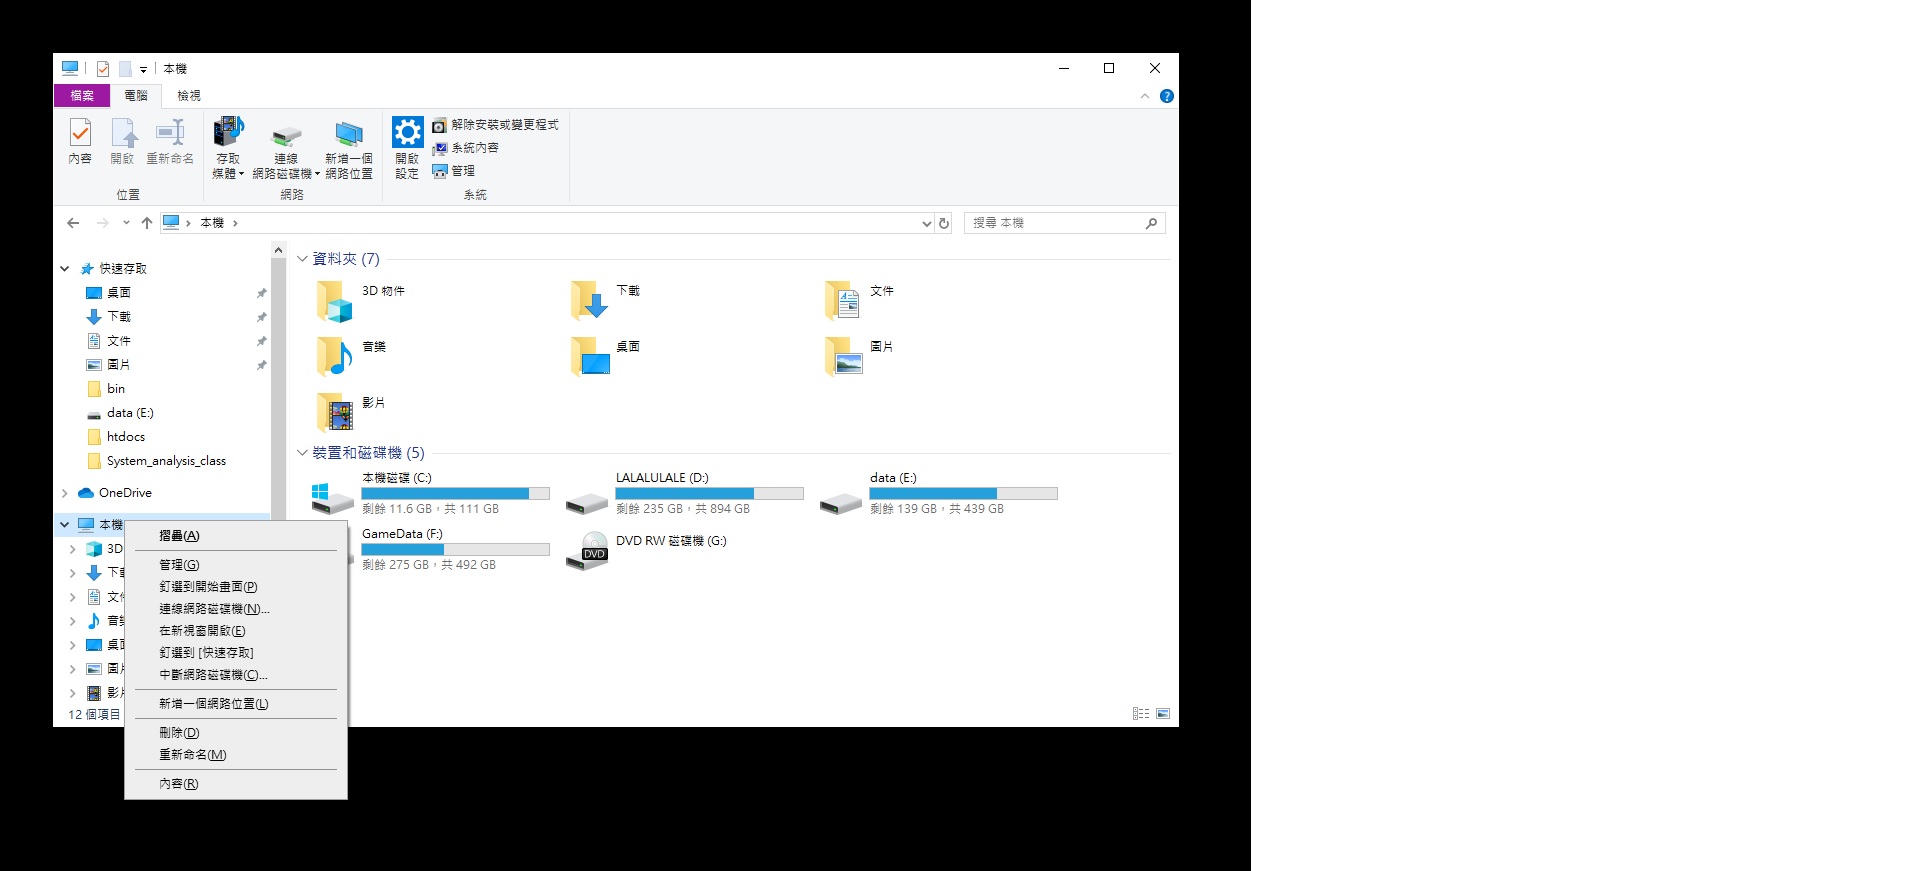 本機
檔案 電腦 檢視
內容
開啟
重新命名
位置
存取
媒體
連線
網路磁碟機
新增一個
網路位置
網路
開啟
設定
解除安裝或變更程式
系統內容
管理
系統
本機
搜尋 本機
快速存取
桌面
下載
文件
圖片
bin
data (E:)
htdocs
System_analysis_class
OneDrive
本機
3D
下載
文件
音
桌面
圖片
影片
12 個項目
摺疊(A)
管理(G)
釘選到開始畫面(P)
連線網路磁碟機(N)...
在新視窗開啟(E)
釘選到 [快速存取]
中斷網路磁碟機(C)...
新增一個網路位置(L)
刪除(D)
重新命名(M)
內容(R)
資料夾 (7)
3D 物件
下載
文件
音樂
桌面
圖片
影片
裝置和磁碟機 (5)
本機磁碟 (C:)
剩餘 11.6 GB，共 111 GB
LALALULALE (D:)
剩餘 235 GB，共 894 GB
data (E:)
剩餘 139 GB，共 439 GB
GameData (F:)
剩餘 275 GB，共 492 GB
DVD RW 磁碟機 (G:)
DVD